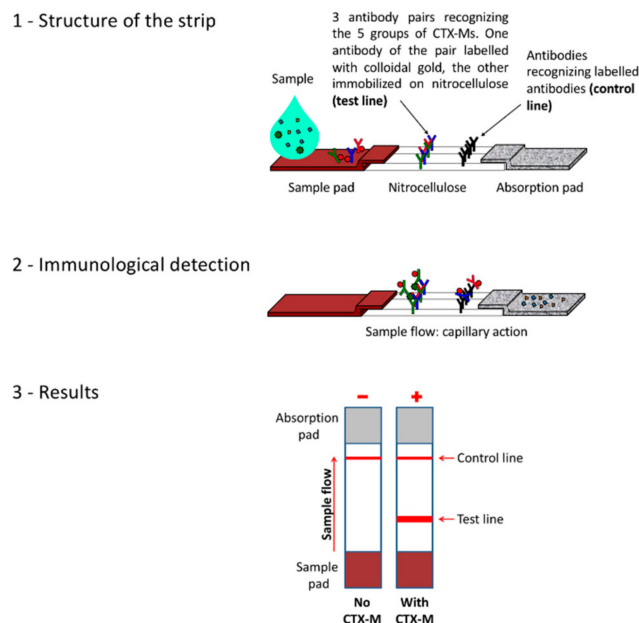 1 - Structure of the strip
3 antibody pairs recognizing
the 5 groups of CTX-Ms. One
antibody of the pair labelled
with colloidal gold, the other
immobilized on nitrocellulose
(test line)
Antibodies
recognizing labelled
antibodies (control
line)
Sample
Sample pad
Nitrocellulose
Absorption pad
2 - Immunological detection
Sample flow: capillary action
3 - Results
− +
Absorption
pad
Control line
Sample flow
Test line
Sample
pad
No
CTX-M
With
CTX-M